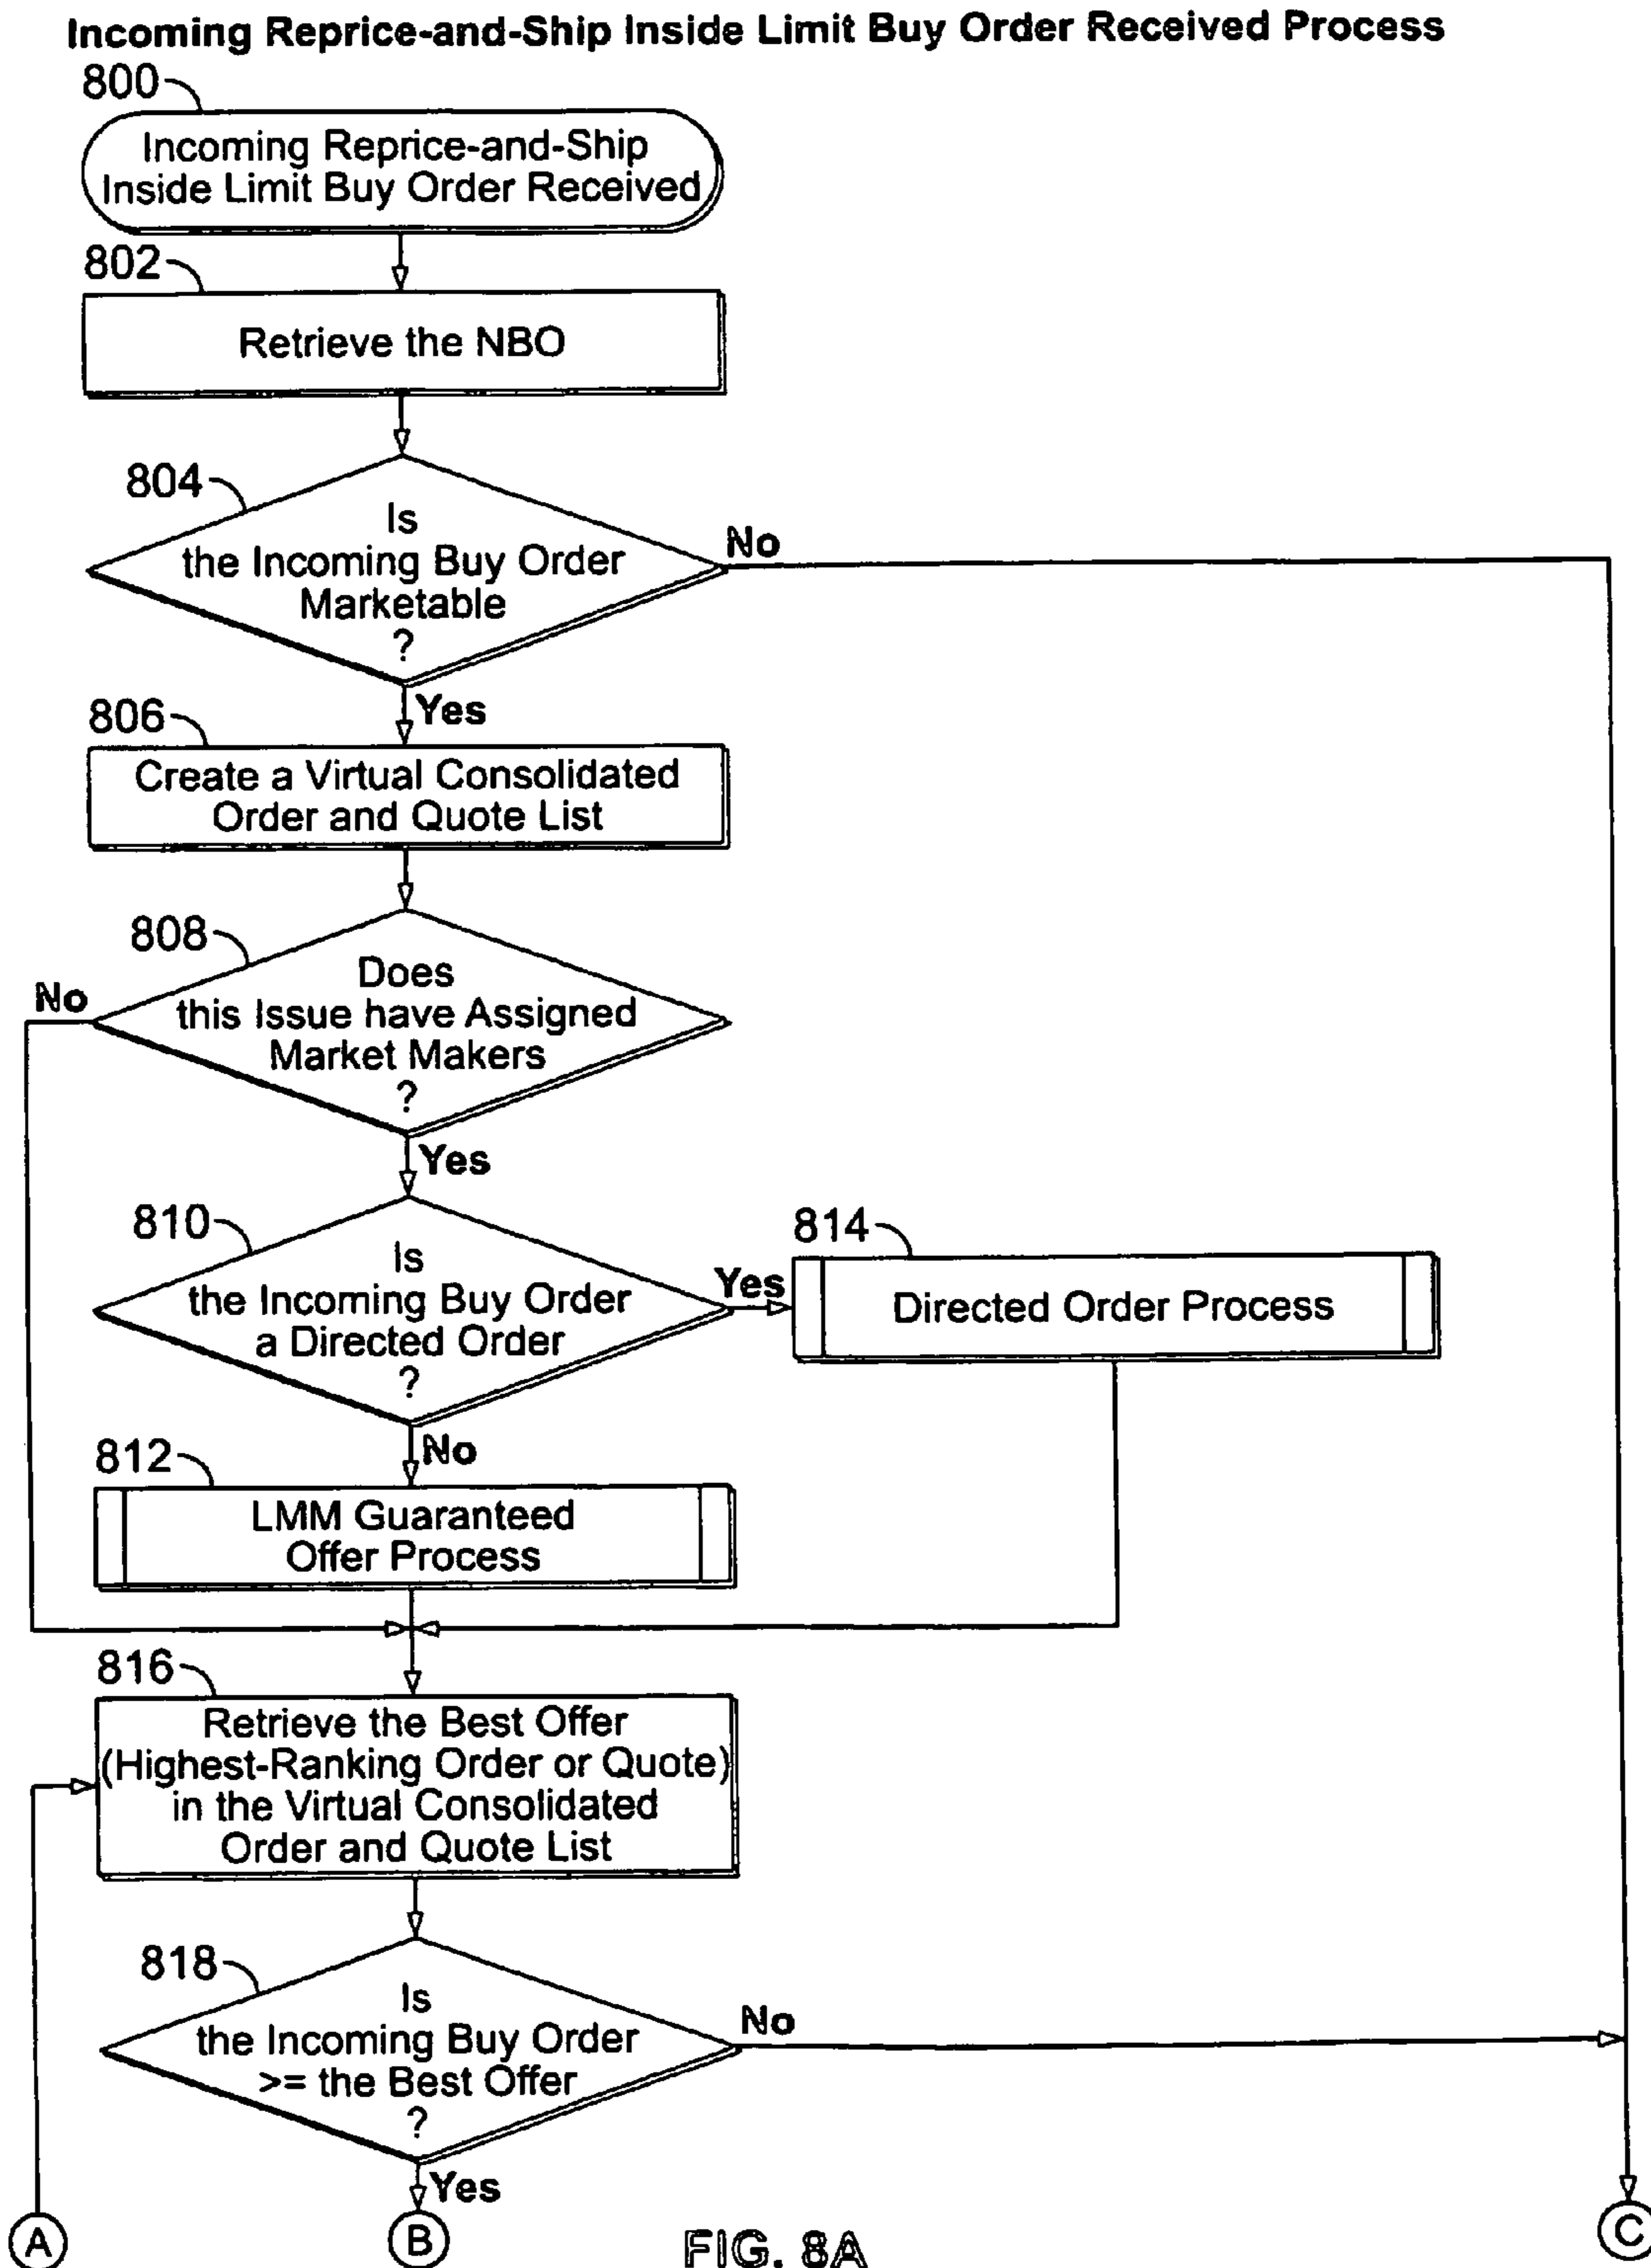 Incoming Reprice-and-Ship Inside Limit Buy Order Received Process
800
Incoming Reprice-and-Ship
Inside Limit Buy Order Received
802
Retrieve the NBO
804
Is
the Incoming Buy Order
Marketable
?
No
Yes
806
Create a Virtual Consolidated
Order and Quote List
808
Does
this Issue have Assigned
Market Makers
?
No
Yes
810
Is
the Incoming Buy Order
a Directed Order
?
Yes
814
Directed Order Process
No
812
LMM Guaranteed
Offer Process
816
Retrieve the Best Offer
(Highest-Ranking Order or Quote)
in the Virtual Consolidated
Order and Quote List
818
Is
the Incoming Buy Order
>= the Best Offer
?
No
Yes
A
B
C
FIG. 8A